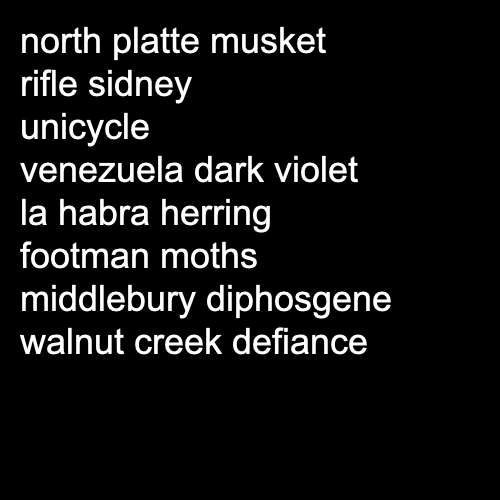 north platte musket
rifle sidney
unicycle
venezuela dark violet
la habra herring
footman moths
middlebury diphosgene
walnut creek defiance